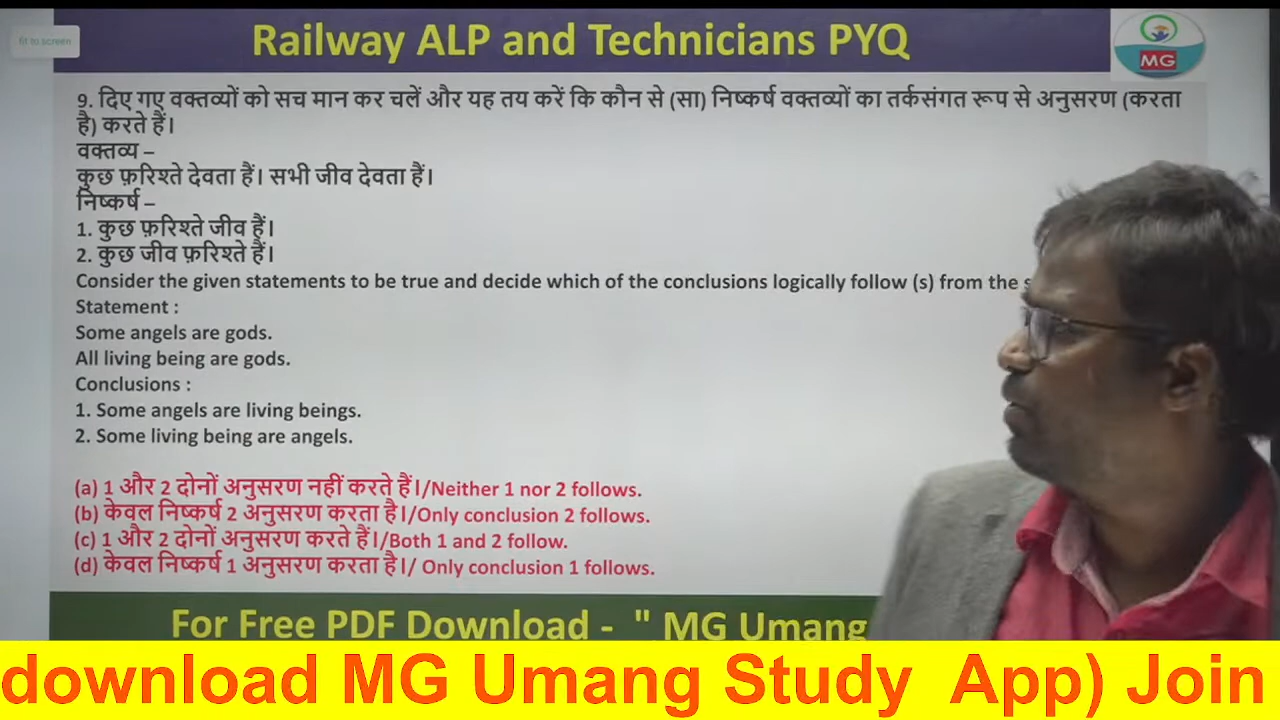 fit to screen
Railway ALP and Technicians PYQ
MG
9. दिए गए वक्तव्यों को सच मान कर चलें और यह तय करें कि कौन से (सा) निष्कर्ष वक्तव्यों का तर्कसंगत रूप से अनुसरण (करता
है) करते हैं।
वक्तव्य –
कुछ फ़रिश्ते देवता हैं। सभी जीव देवता हैं।
निष्कर्ष –
1. कुछ फ़रिश्ते जीव हैं।
2. कुछ जीव फ़रिश्ते हैं।
Consider the given statements to be true and decide which of the conclusions logically follow (s) from the
Statement :
Some angels are gods.
All living being are gods.
Conclusions :
1. Some angels are living beings.
2. Some living being are angels.
(a) 1 और 2 दोनों अनुसरण नहीं करते हैं।/Neither 1 nor 2 follows.
(b) केवल निष्कर्ष 2 अनुसरण करता है।/Only conclusion 2 follows.
(c) 1 और 2 दोनों अनुसरण करते हैं।/Both 1 and 2 follow.
(d) केवल निष्कर्ष 1 अनुसरण करता है।/ Only conclusion 1 follows.
For Free PDF Download - " MG Umang
download MG Umang Study App) Join